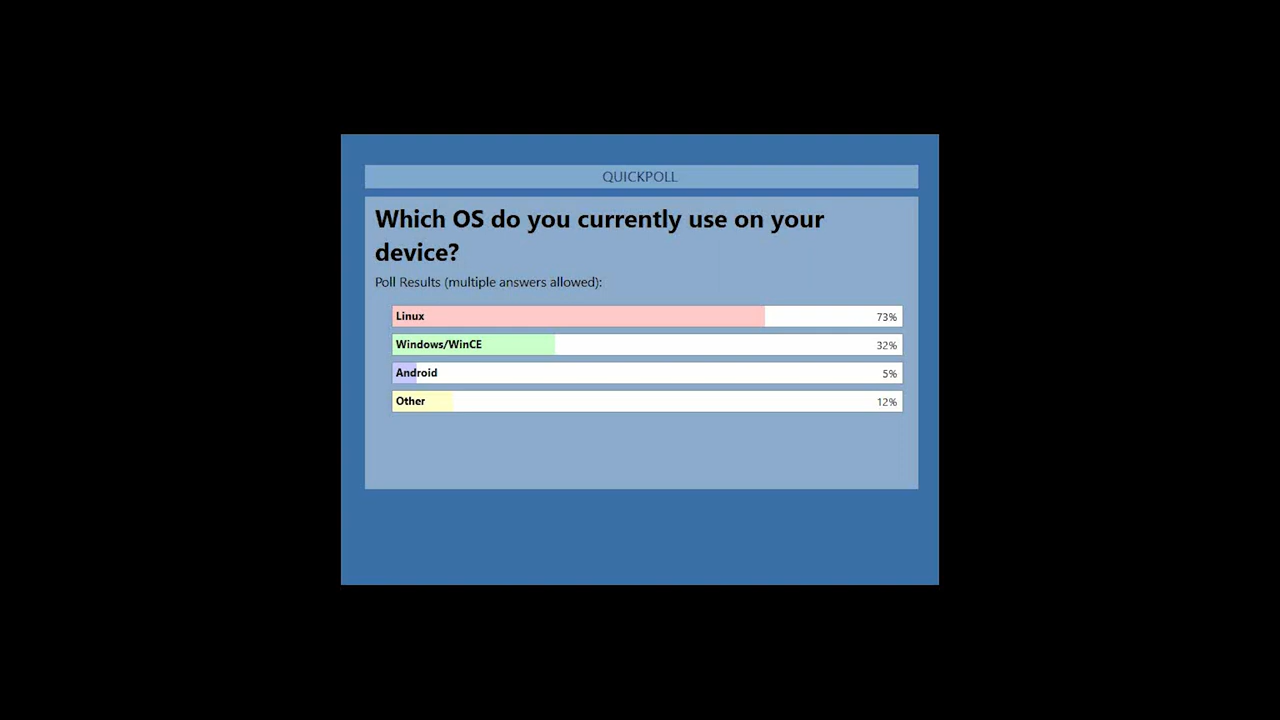 QUICKPOLL
Which OS do you currently use on your
device?
Poll Results (multiple answers allowed):
Linux 73%
Windows/WinCE 32%
Android 5%
Other 12%